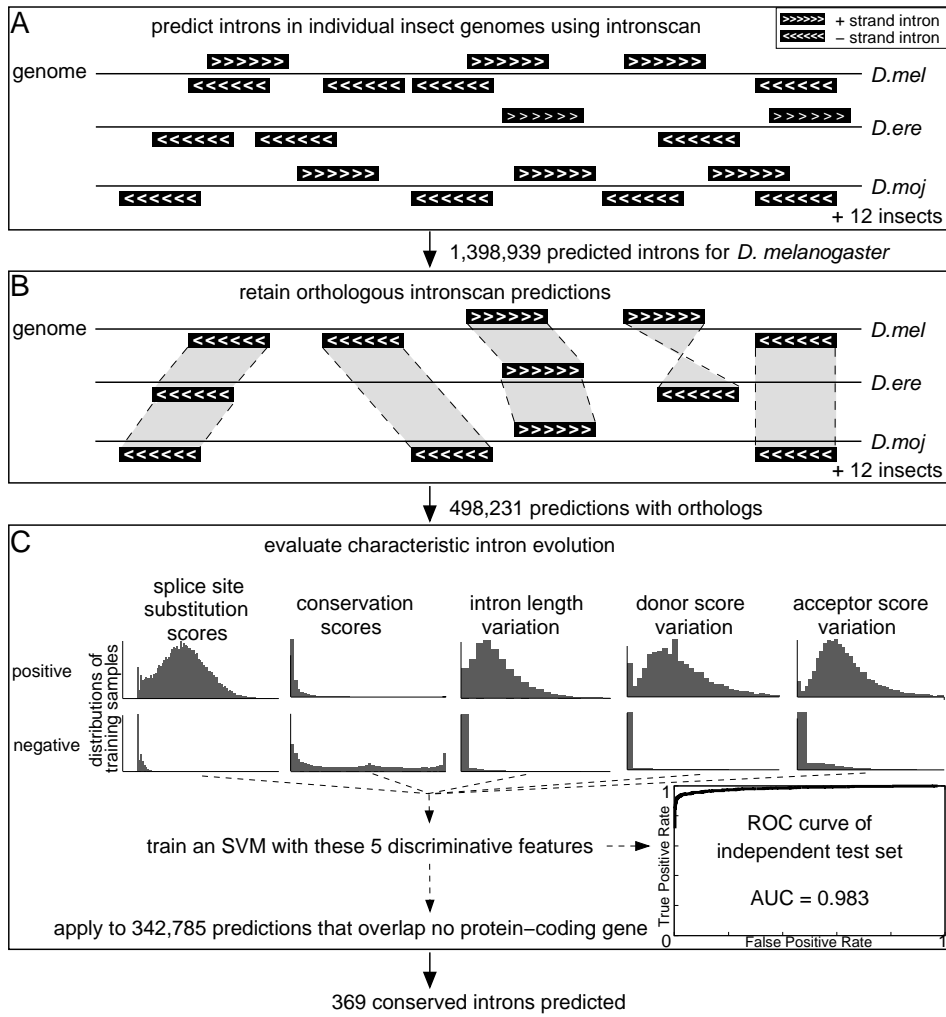 A
predict introns in individual insect genomes using intronscan
>>>>>> + strand intron
<<<<<< − strand intron
genome
>>>>>> >>>>>> >>>>>>
D.mel
<<<<<< <<<<<< <<<<<< <<<<<<
>>>>>> >>>>>>
D.ere
<<<<<< <<<<<< <<<<<<
>>>>>> >>>>>> >>>>>>
D.moj
<<<<<< <<<<<< <<<<<< <<<<<<
+ 12 insects
1,398,939 predicted introns for D. melanogaster
B
retain orthologous intronscan predictions
genome
>>>>>> >>>>>>
D.mel
<<<<<< <<<<<< <<<<<<
>>>>>>
D.ere
<<<<<< <<<<<<
>>>>>>
D.moj
<<<<<< <<<<<< <<<<<<
+ 12 insects
498,231 predictions with orthologs
C
evaluate characteristic intron evolution
splice site
substitution
scores
conservation
scores
intron length
variation
donor score
variation
acceptor score
variation
positive
negative
distributions of
training samples
train an SVM with these 5 discriminative features
apply to 342,785 predictions that overlap no protein−coding gene
1
True Positive Rate
ROC curve of
independent test set
AUC = 0.983
0
False Positive Rate
1
369 conserved introns predicted